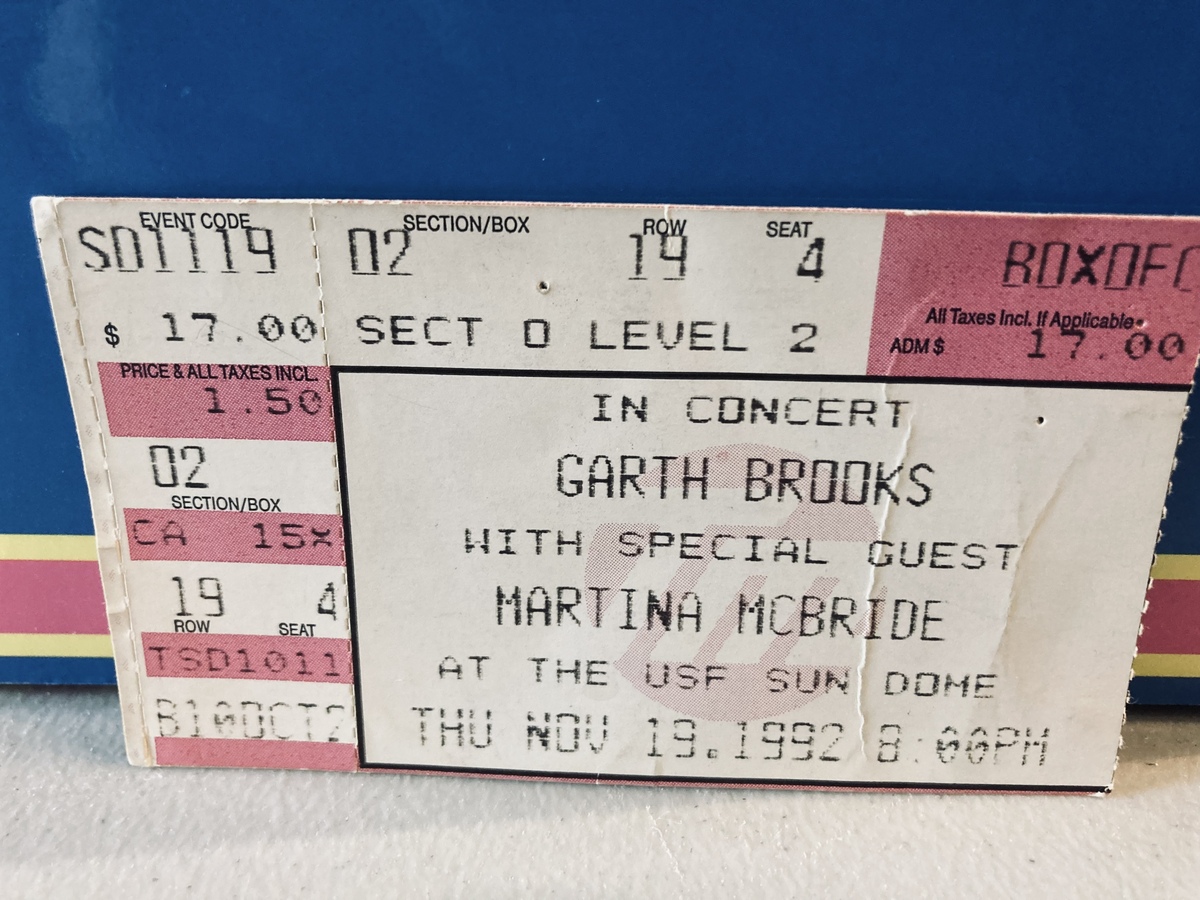 EVENT CODE
SD1119
$ 17.00
PRICE & ALL TAXES INCL.
1.50
02
SECTION/BOX
CA 15X
19 4
ROW SEAT
TSD1011
B10OCT2
SECTION/BOX ROW SEAT
02 19 4
SECT D LEVEL 2
BOXOFC
All Taxes Incl. If Applicable
ADM $ 17.00
IN CONCERT
GARTH BROOKS
WITH SPECIAL GUEST
MARTINA MCBRIDE
AT THE USF SUN DOME
THU NOV 19.1992 8:00PM